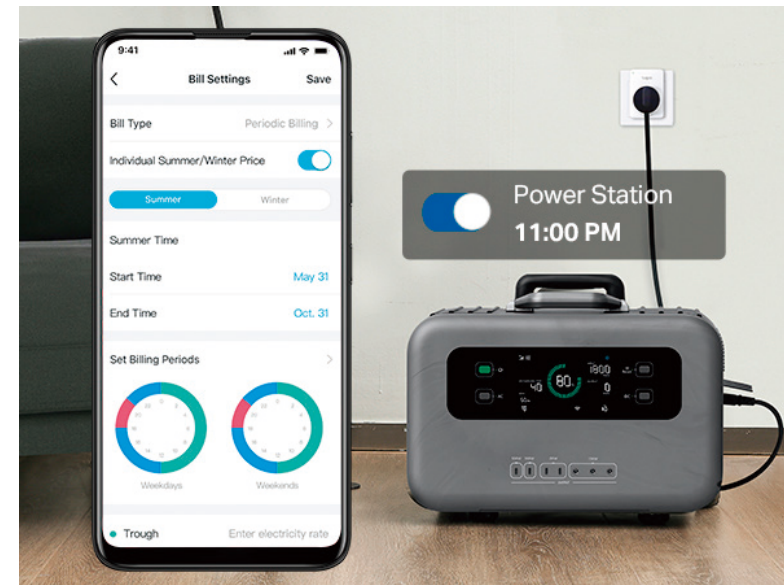 9:41
Bill Settings
Save
Bill Type
Periodic Billing
Individual Summer/Winter Price
Summer
Winter
Summer Time
Start Time
May 31
End Time
Oct. 31
Set Billing Periods
Weekdays
Weekends
Trough
Enter electricity rate
Power Station
11:00 PM
80
1800
40
0
AC